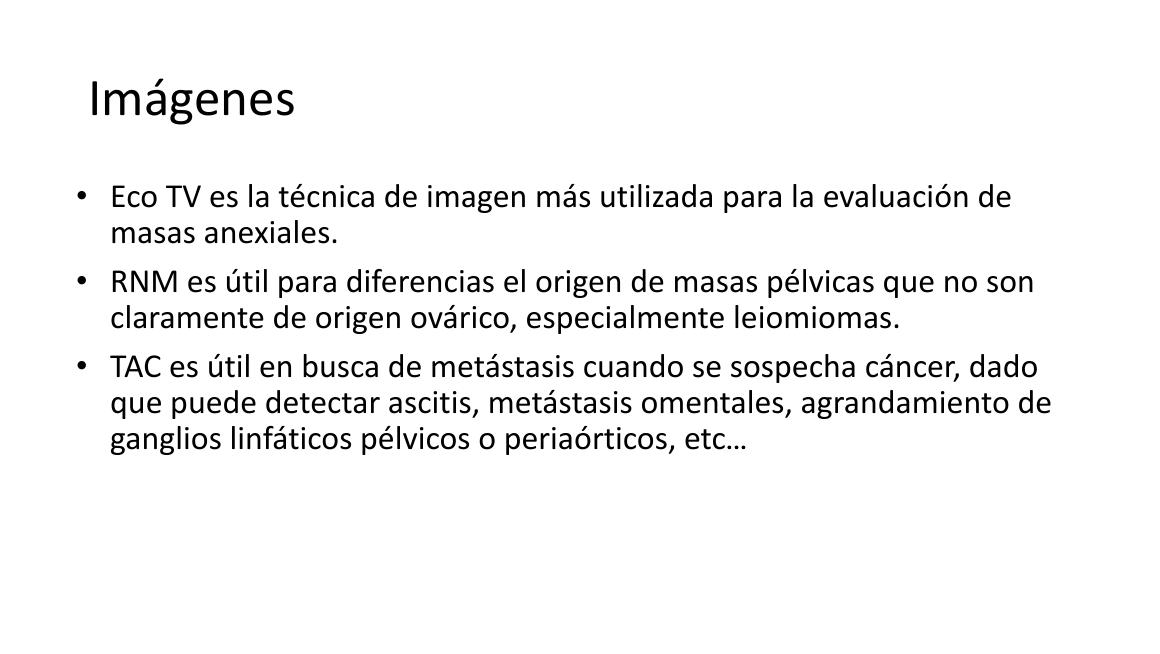 Imágenes
• Eco TV es la técnica de imagen más utilizada para la evaluación de
masas anexiales.
• RNM es útil para diferencias el origen de masas pélvicas que no son
claramente de origen ovárico, especialmente leiomiomas.
• TAC es útil en busca de metástasis cuando se sospecha cáncer, dado
que puede detectar ascitis, metástasis omentales, agrandamiento de
ganglios linfáticos pélvicos o periaórticos, etc…